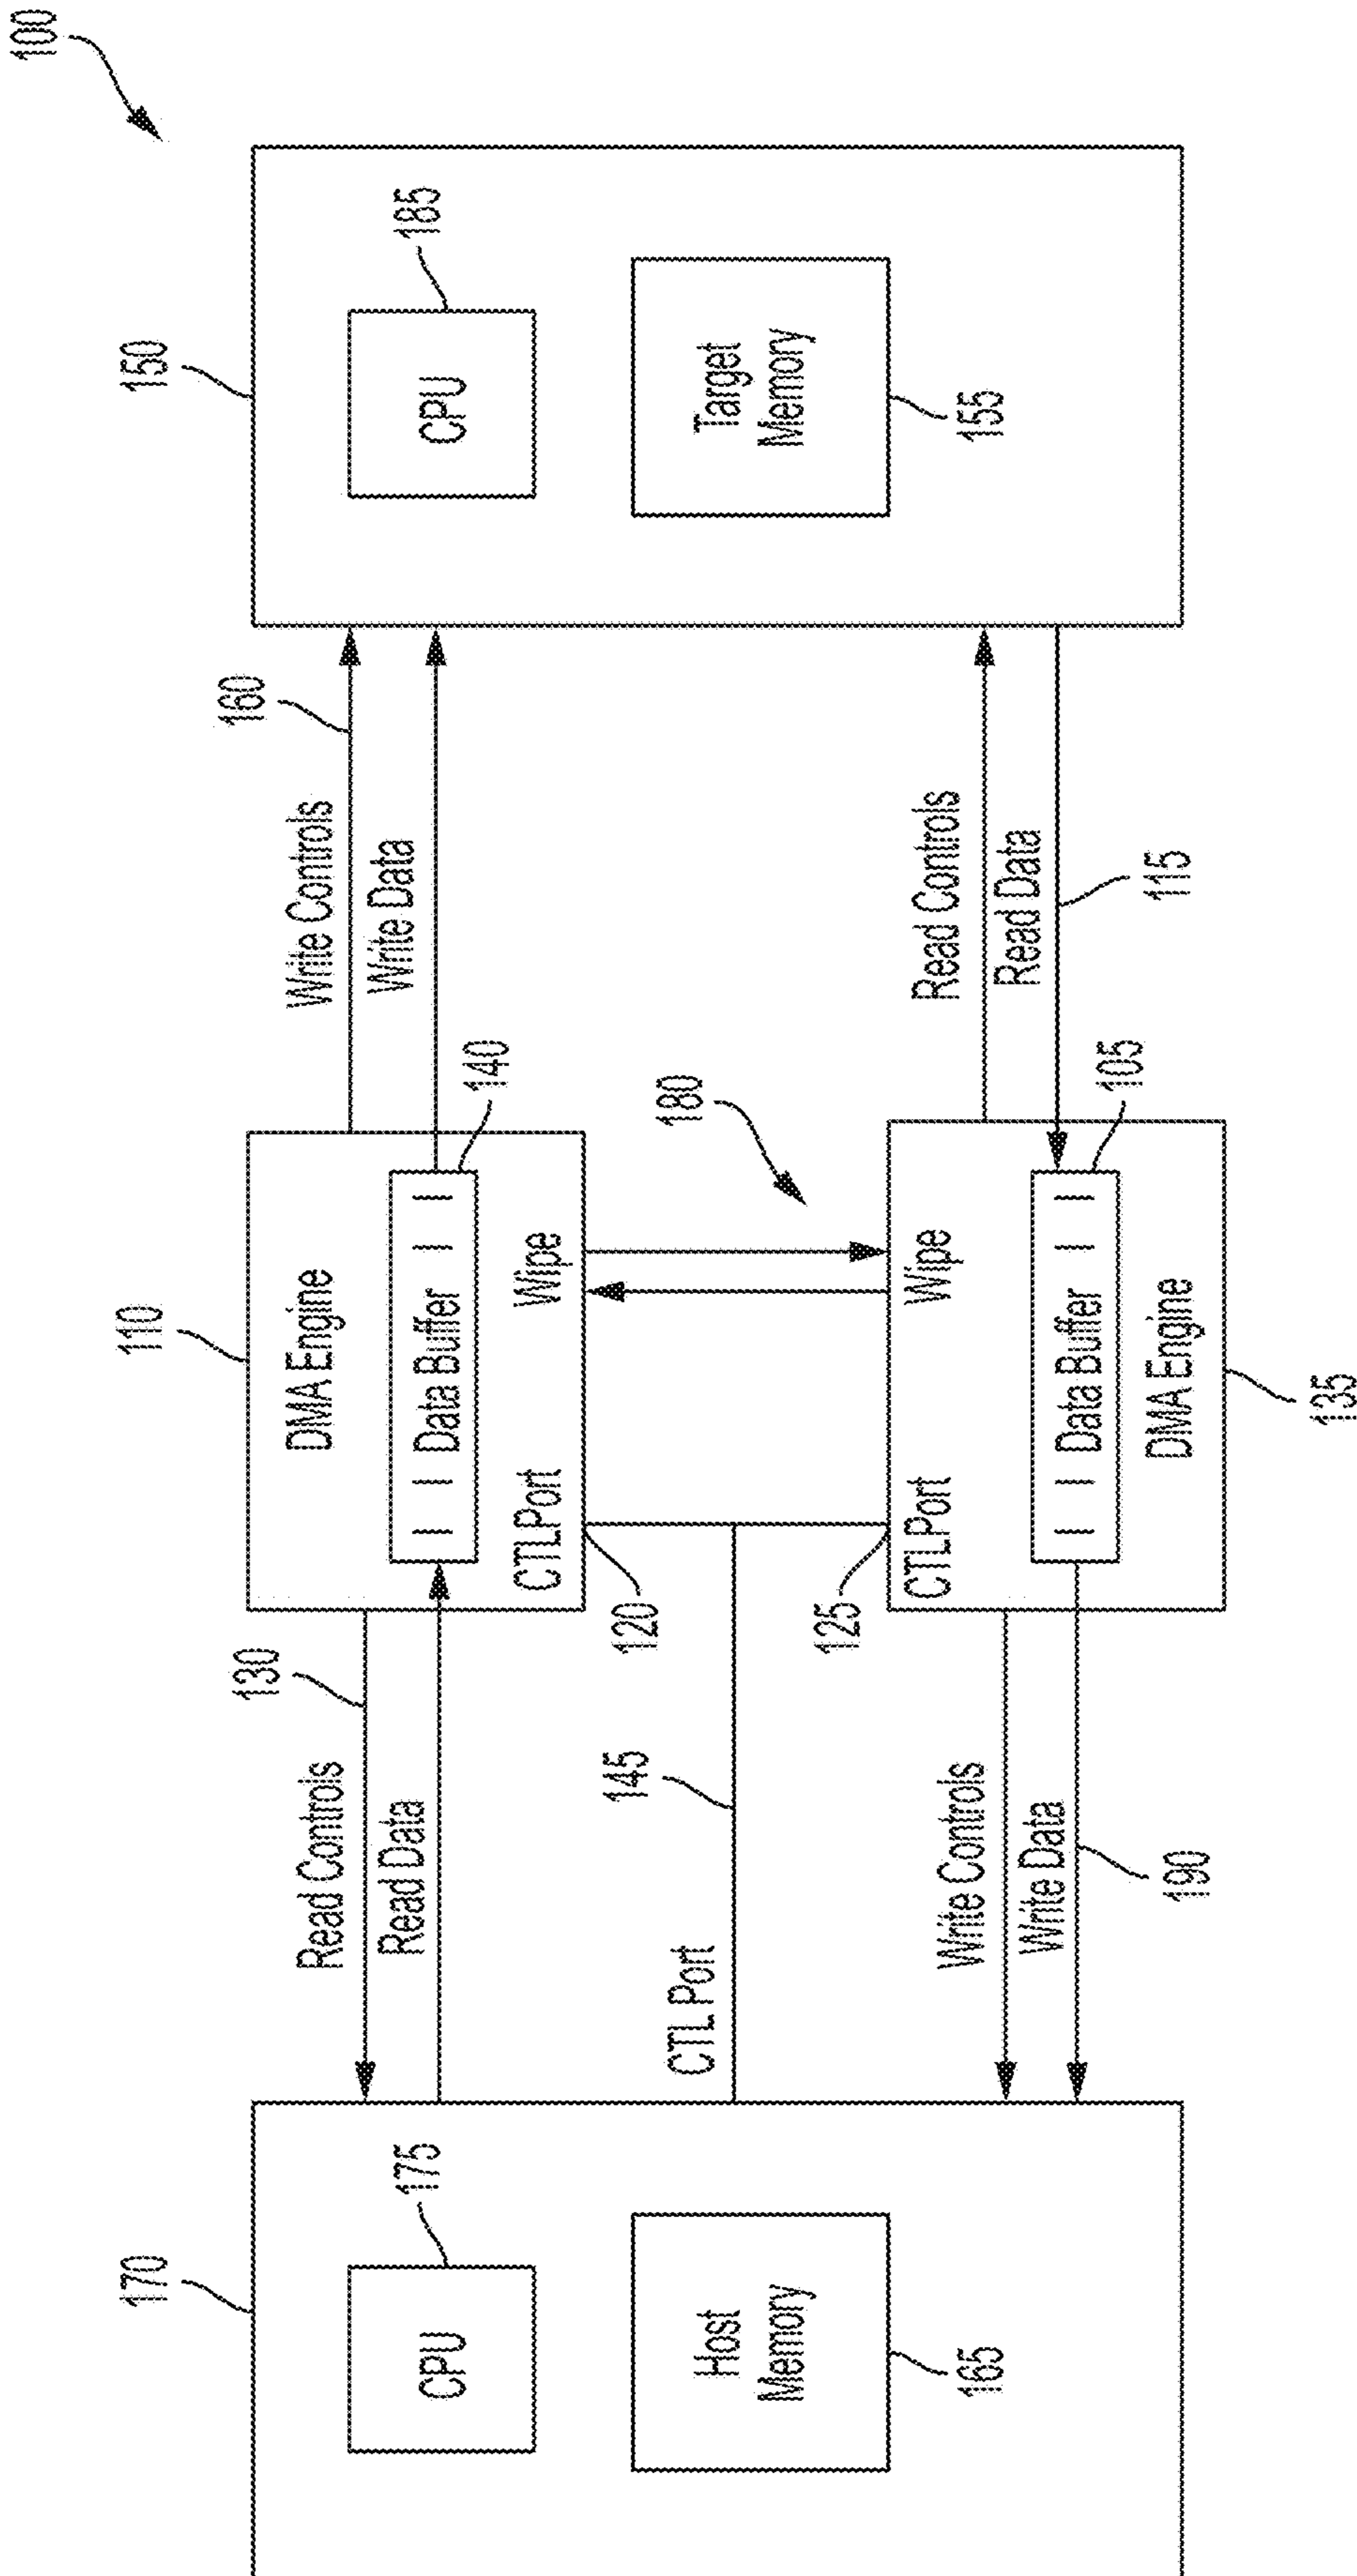 100
170
175
CPU
Host
Memory
165
Read Controls
130
Read Data
CTL Port
145
Write Controls
Write Data
190
110
DMA Engine
Data Buffer
140
CTLPort
Wipe
120
180
125
CTLPort
Wipe
Data Buffer
105
DMA Engine
135
Write Controls
160
Write Data
Read Controls
Read Data
115
150
185
CPU
Target
Memory
155